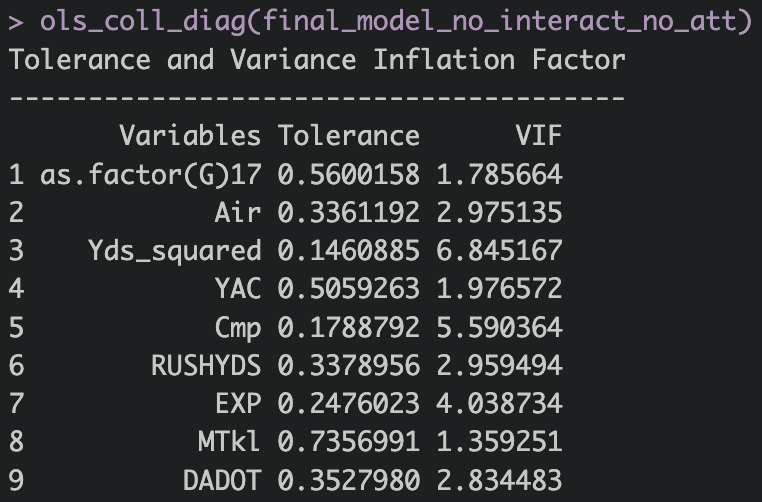 > ols_coll_diag(final_model_no_interact_no_att)
Tolerance and Variance Inflation Factor
---------------------------------------
       Variables Tolerance      VIF
1 as.factor(G)17 0.5600158 1.785664
2            Air 0.3361192 2.975135
3    Yds_squared 0.1460885 6.845167
4            YAC 0.5059263 1.976572
5            Cmp 0.1788792 5.590364
6        RUSHYDS 0.3378956 2.959494
7            EXP 0.2476023 4.038734
8           MTkl 0.7356991 1.359251
9          DADOT 0.3527980 2.834483